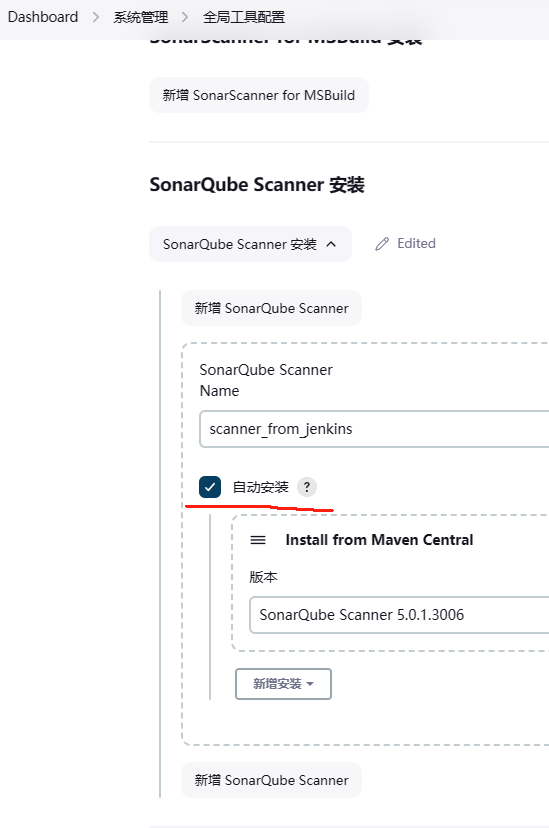 Dashboard > 系统管理 > 全局工具配置
SonarScanner for MSBuild 安装
新增 SonarScanner for MSBuild
SonarQube Scanner 安装
SonarQube Scanner 安装 Edited
新增 SonarQube Scanner
SonarQube Scanner
Name
scanner_from_jenkins
自动安装 ?
Install from Maven Central
版本
SonarQube Scanner 5.0.1.3006
新增安装
新增 SonarQube Scanner